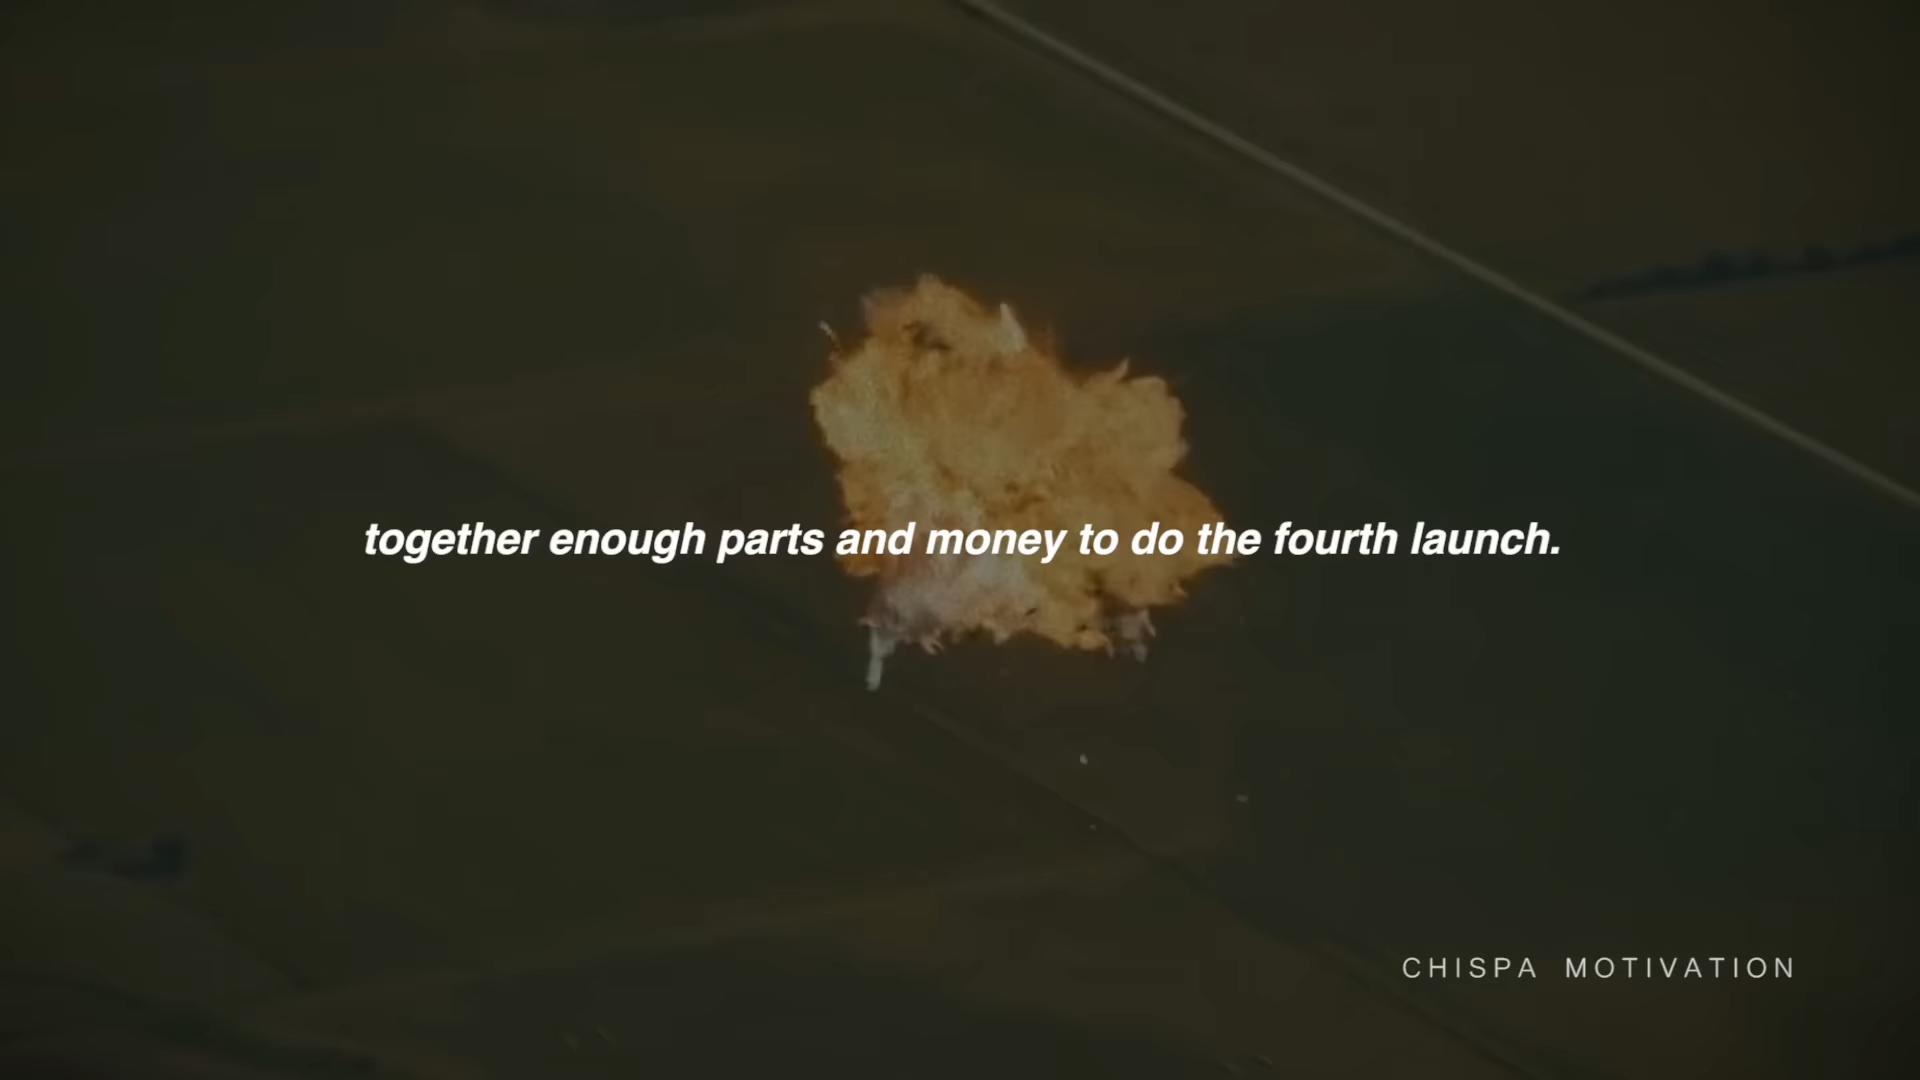 together enough parts and money to do the fourth launch.
CHISPA MOTIVATION